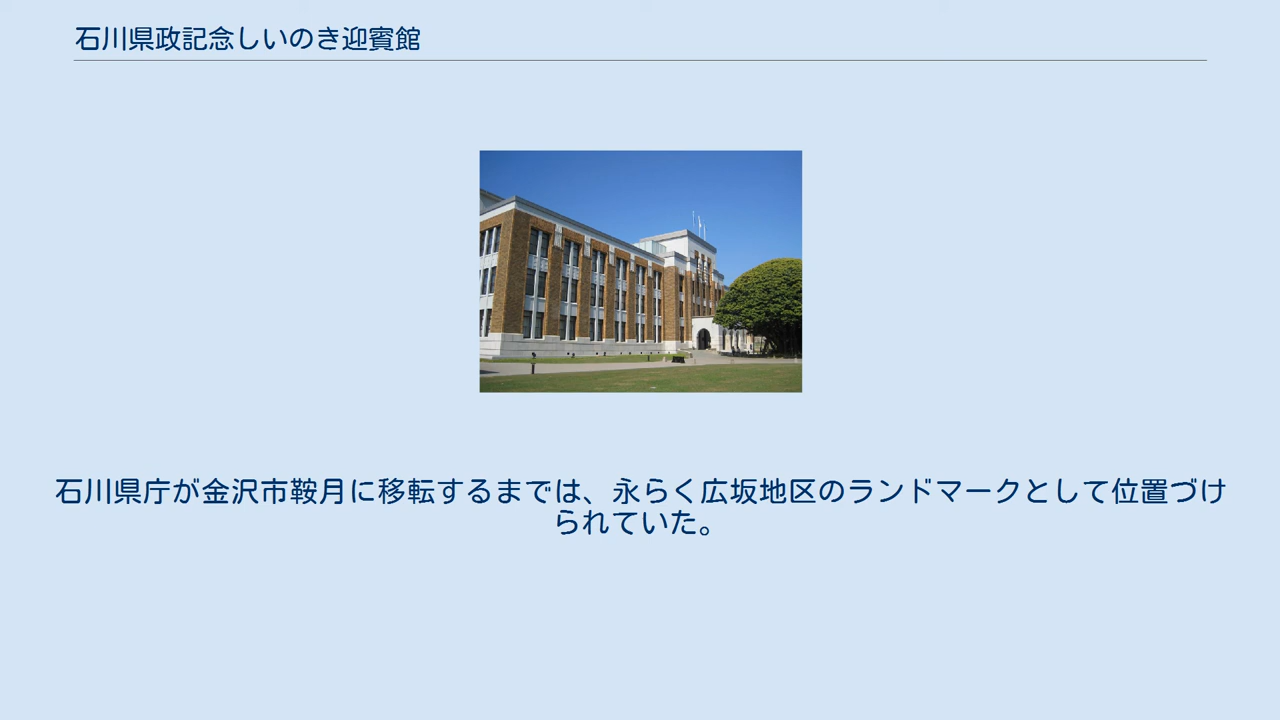 石川県政記念しいのき迎賓館
石川県庁が金沢市鞍月に移転するまでは、永らく広坂地区のランドマークとして位置づけ
られていた。